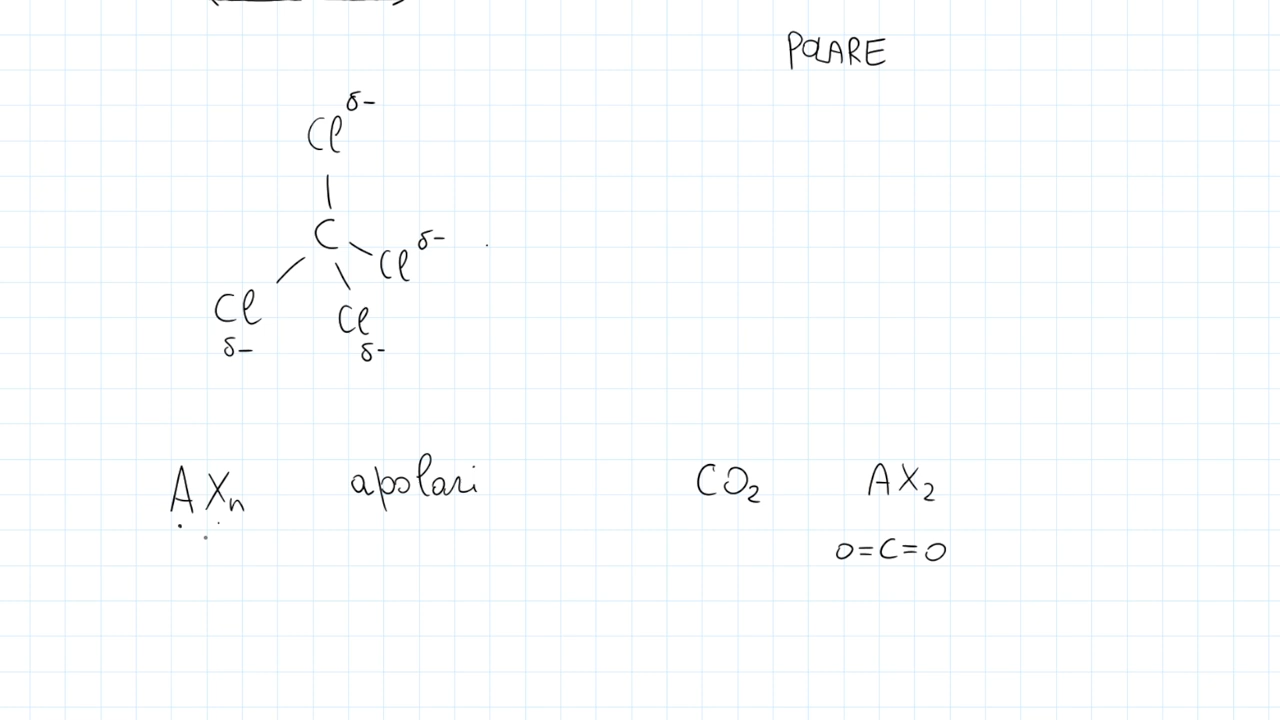 POLARE
Cl δ-
C
Cl δ-
Cl δ-
Cl δ-
AXₙ apolari
CO₂ AX₂
O=C=O